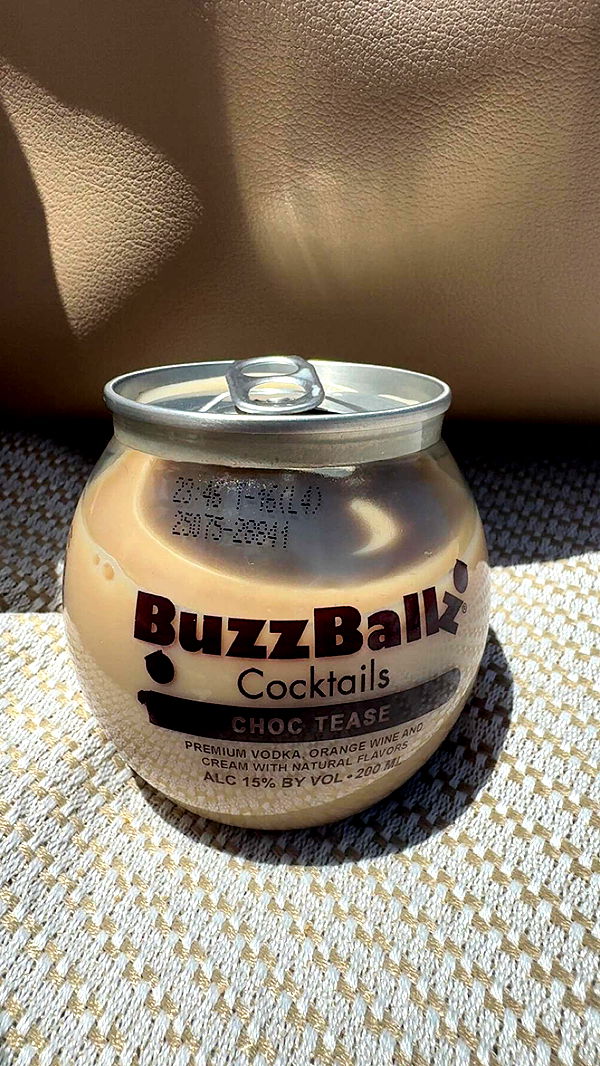 BuzzBallz®
Cocktails
CHOC TEASE
PREMIUM VODKA, ORANGE WINE AND
CREAM WITH NATURAL FLAVORS
ALC 15% BY VOL • 200 ML